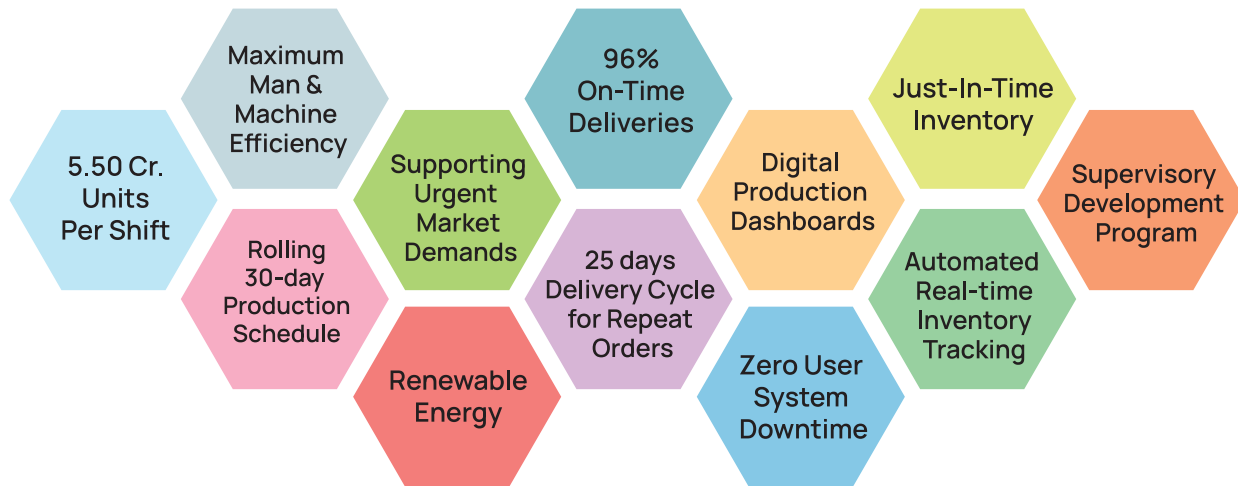 5.50 Cr.
Units
Per Shift
Maximum
Man &
Machine
Efficiency
Rolling
30-day
Production
Schedule
Supporting
Urgent
Market
Demands
Renewable
Energy
96%
On-Time
Deliveries
25 days
Delivery Cycle
for Repeat
Orders
Digital
Production
Dashboards
Zero User
System
Downtime
Just-In-Time
Inventory
Automated
Real-time
Inventory
Tracking
Supervisory
Development
Program